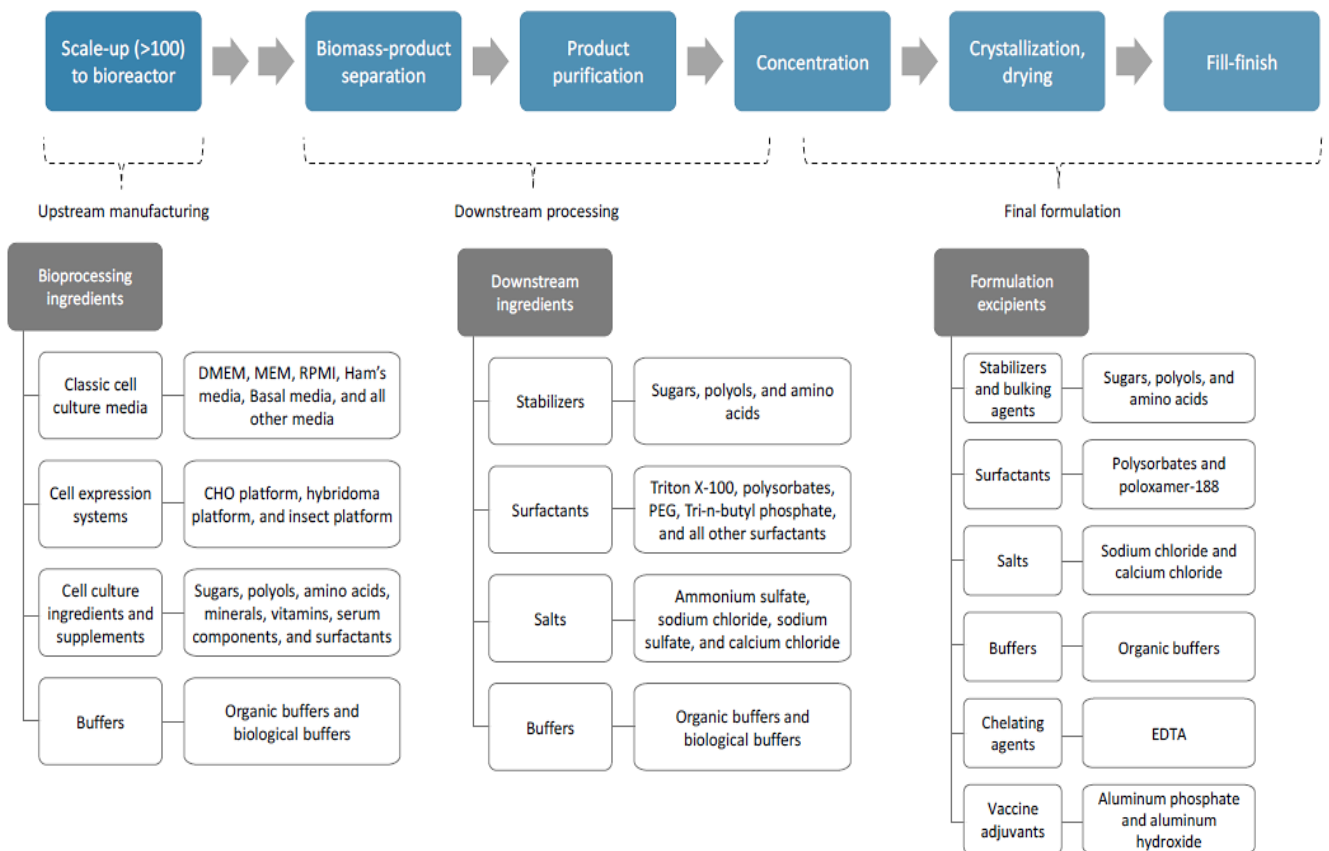 Scale-up (>100)
to bioreactor
Biomass-product
separation
Product
purification
Concentration
Crystallization,
drying
Fill-finish
Upstream manufacturing
Downstream processing
Final formulation
Bioprocessing
ingredients
Classic cell
culture media
DMEM, MEM, RPMI, Ham's
media, Basal media, and all
other media
Cell expression
systems
CHO platform, hybridoma
platform, and insect platform
Cell culture
ingredients and
supplements
Sugars, polyols, amino acids,
minerals, vitamins, serum
components, and surfactants
Buffers
Organic buffers and
biological buffers
Downstream
ingredients
Stabilizers
Sugars, polyols, and amino
acids
Surfactants
Triton X-100, polysorbates,
PEG, Tri-n-butyl phosphate,
and all other surfactants
Salts
Ammonium sulfate,
sodium chloride, sodium
sulfate, and calcium chloride
Buffers
Organic buffers and
biological buffers
Formulation
excipients
Stabilizers
and bulking
agents
Sugars, polyols, and
amino acids
Surfactants
Polysorbates and
poloxamer-188
Salts
Sodium chloride and
calcium chloride
Buffers
Organic buffers
Chelating
agents
EDTA
Vaccine
adjuvants
Aluminum phosphate
and aluminum
hydroxide